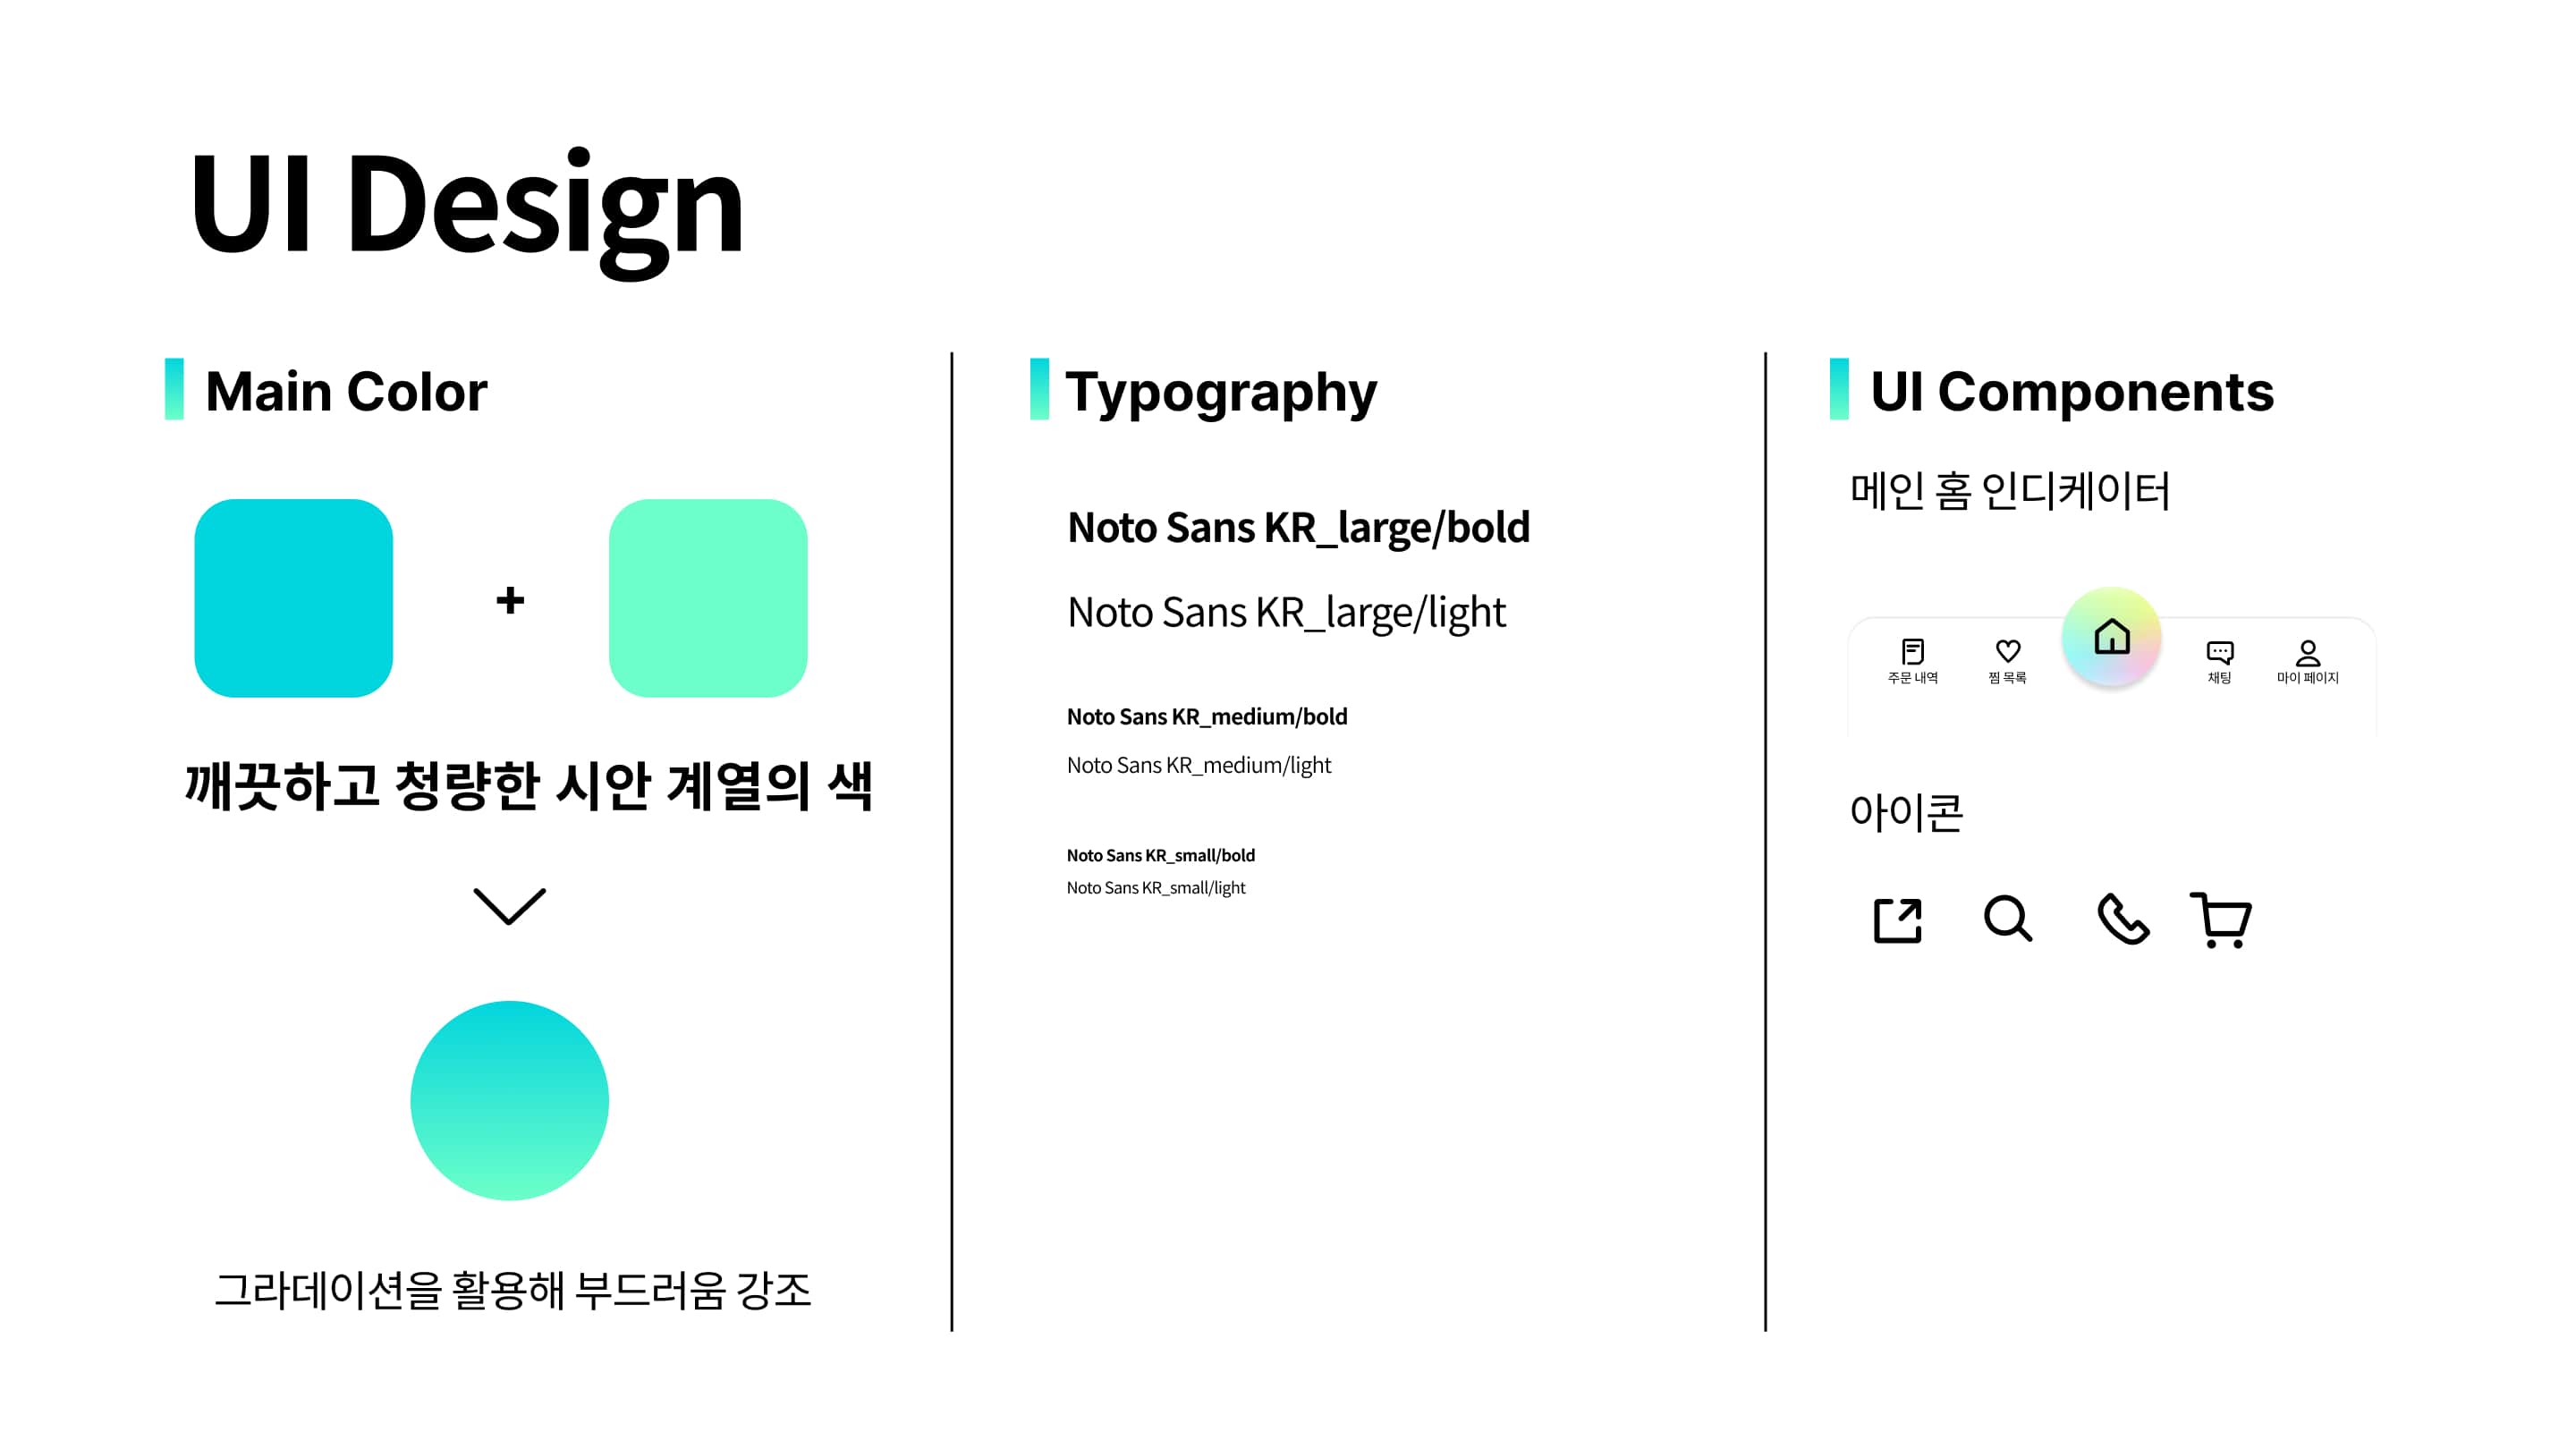 UI Design
Main Color
+
깨끗하고 청량한 시안 계열의 색
그라데이션을 활용해 부드러움 강조
Typography
Noto Sans KR_large/bold
Noto Sans KR_large/light
Noto Sans KR_medium/bold
Noto Sans KR_medium/light
Noto Sans KR_small/bold
Noto Sans KR_small/light
UI Components
메인 홈 인디케이터
주문 내역 찜 목록 채팅 마이 페이지
아이콘